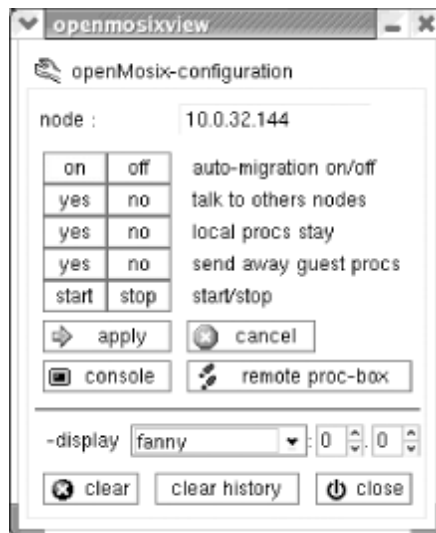 openmosixview
openMosix-configuration
node : 10.0.32.144
on off auto-migration on/off
yes no talk to others nodes
yes no local procs stay
yes no send away guest procs
start stop start/stop
apply cancel
console remote proc-box
-display fanny : 0 . 0
clear clear history close